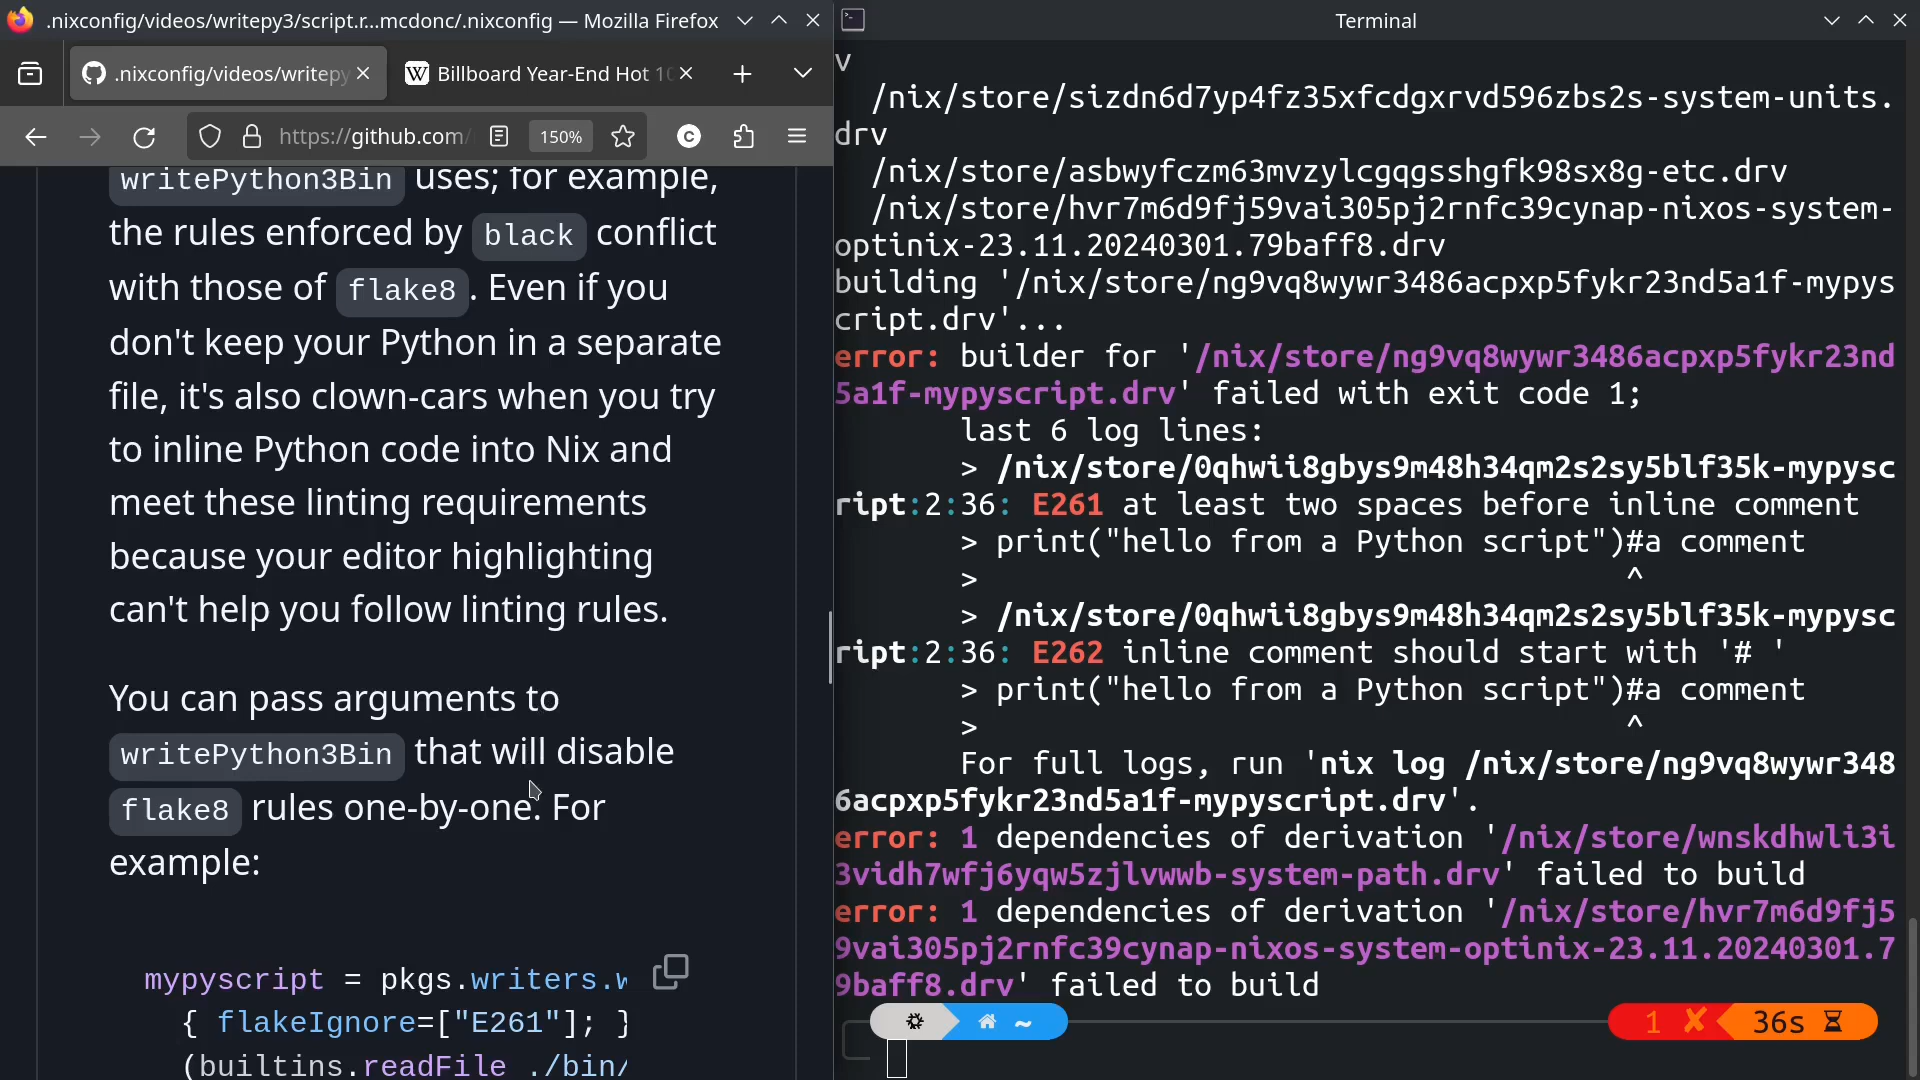 .nixconfig/videos/writepy3/script.r...mcdonc/.nixconfig — Mozilla Firefox
.nixconfig/videos/writepy
Billboard Year-End Hot 10
https://github.com/
150%
C
writePython3Bin uses; for example,
the rules enforced by black conflict
with those of flake8. Even if you
don't keep your Python in a separate
file, it's also clown-cars when you try
to inline Python code into Nix and
meet these linting requirements
because your editor highlighting
can't help you follow linting rules.
You can pass arguments to
writePython3Bin that will disable
flake8 rules one-by-one. For
example:
mypyscript = pkgs.writers.w
{ flakeIgnore=["E261"]; }
(builtins.readFile ./bin/
Terminal
v
/nix/store/sizdn6d7yp4fz35xfcdgxrvd596zbs2s-system-units.
drv
/nix/store/asbwyfczm63mvzylcgqgsshgfk98sx8g-etc.drv
/nix/store/hvr7m6d9fj59vai305pj2rnfc39cynap-nixos-system-
optinix-23.11.20240301.79baff8.drv
building '/nix/store/ng9vq8wywr3486acpxp5fykr23nd5a1f-mypys
cript.drv'...
error: builder for '/nix/store/ng9vq8wywr3486acpxp5fykr23nd
5a1f-mypyscript.drv' failed with exit code 1;
last 6 log lines:
> /nix/store/0qhwii8gbys9m48h34qm2s2sy5blf35k-mypysc
ript:2:36: E261 at least two spaces before inline comment
> print("hello from a Python script")#a comment
> ^
> /nix/store/0qhwii8gbys9m48h34qm2s2sy5blf35k-mypysc
ript:2:36: E262 inline comment should start with '# '
> print("hello from a Python script")#a comment
> ^
For full logs, run 'nix log /nix/store/ng9vq8wywr348
6acpxp5fykr23nd5a1f-mypyscript.drv'.
error: 1 dependencies of derivation '/nix/store/wnskdhwli3i
3vidh7wfj6yqw5zjlvwwb-system-path.drv' failed to build
error: 1 dependencies of derivation '/nix/store/hvr7m6d9fj5
9vai305pj2rnfc39cynap-nixos-system-optinix-23.11.20240301.7
9baff8.drv' failed to build
~
1 ✘ 36s